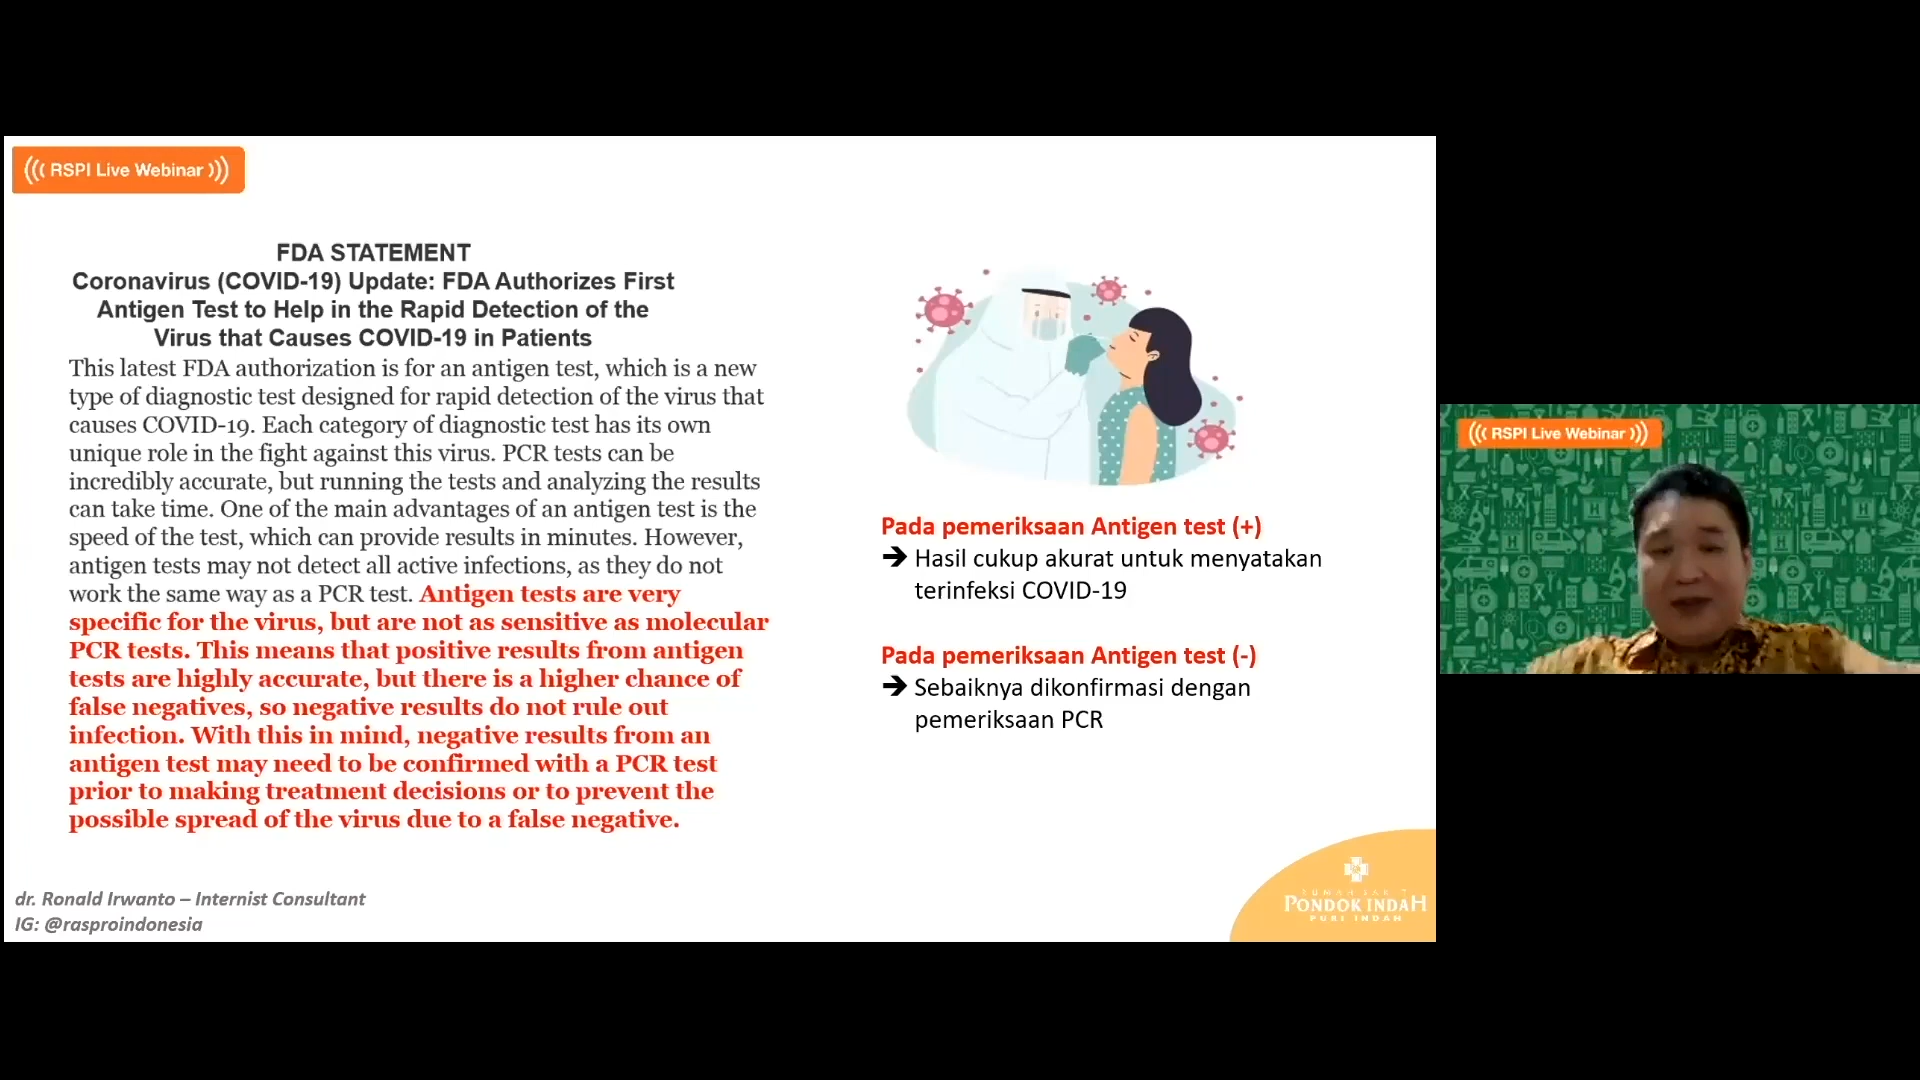 ((( RSPI Live Webinar )))
FDA STATEMENT
Coronavirus (COVID-19) Update: FDA Authorizes First
Antigen Test to Help in the Rapid Detection of the
Virus that Causes COVID-19 in Patients
This latest FDA authorization is for an antigen test, which is a new
type of diagnostic test designed for rapid detection of the virus that
causes COVID-19. Each category of diagnostic test has its own
unique role in the fight against this virus. PCR tests can be
incredibly accurate, but running the tests and analyzing the results
can take time. One of the main advantages of an antigen test is the
speed of the test, which can provide results in minutes. However,
antigen tests may not detect all active infections, as they do not
work the same way as a PCR test. Antigen tests are very
specific for the virus, but are not as sensitive as molecular
PCR tests. This means that positive results from antigen
tests are highly accurate, but there is a higher chance of
false negatives, so negative results do not rule out
infection. With this in mind, negative results from an
antigen test may need to be confirmed with a PCR test
prior to making treatment decisions or to prevent the
possible spread of the virus due to a false negative.
Pada pemeriksaan Antigen test (+)
➔ Hasil cukup akurat untuk menyatakan
terinfeksi COVID-19
Pada pemeriksaan Antigen test (-)
➔ Sebaiknya dikonfirmasi dengan
pemeriksaan PCR
dr. Ronald Irwanto – Internist Consultant
IG: @rasproindonesia
RUMAH SAKIT
PONDOK INDAH
PURI INDAH
((( RSPI Live Webinar )))